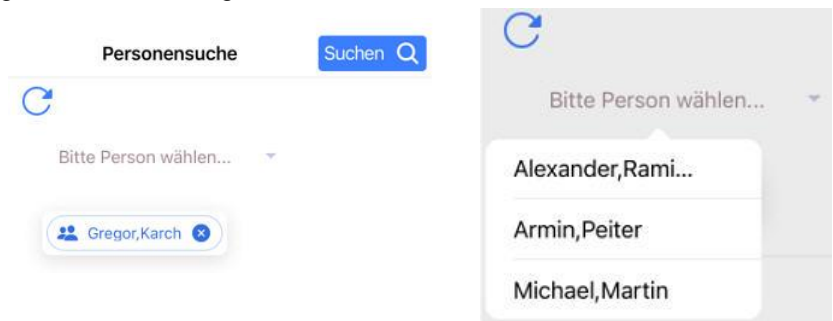 Personensuche
Suchen
Bitte Person wählen...
Gregor,Karch
Bitte Person wählen...
Alexander,Rami...
Armin,Peiter
Michael,Martin